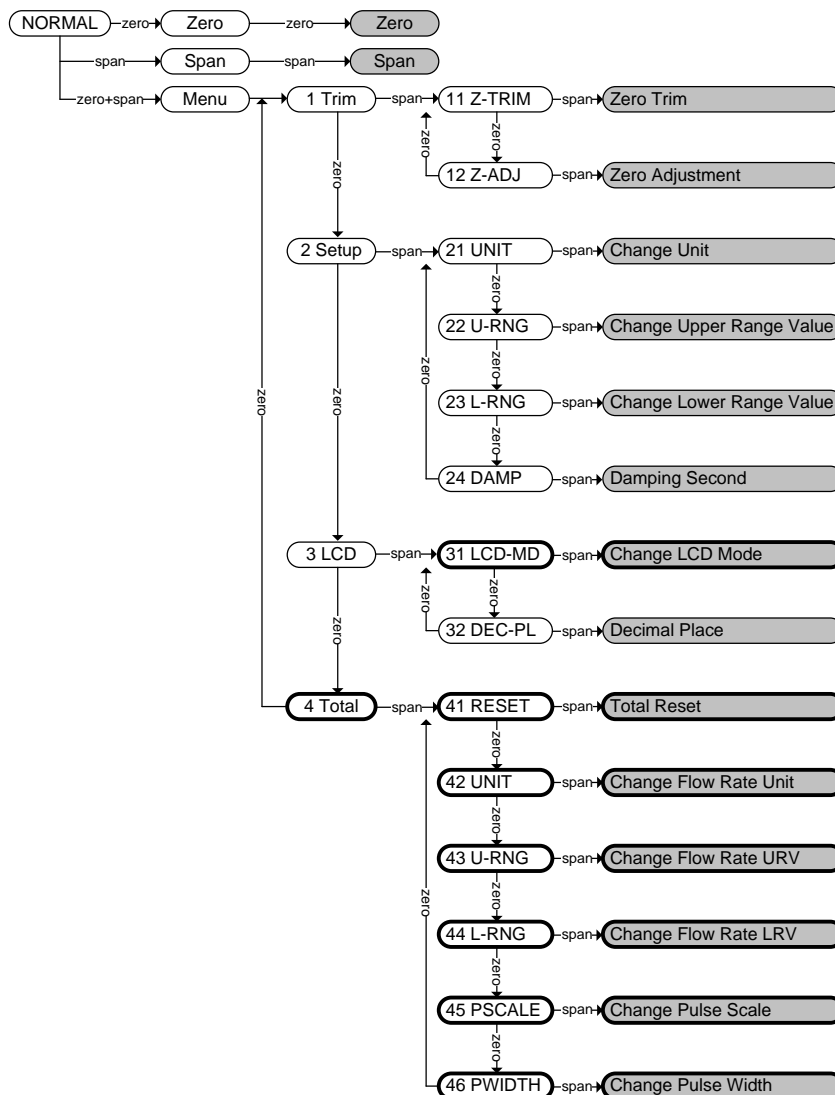 NORMAL zero Zero zero Zero
span Span span Span
zero+span Menu 1 Trim span 11 Z-TRIM span Zero Trim
zero
zero
zero
12 Z-ADJ span Zero Adjustment
2 Setup span 21 UNIT span Change Unit
zero
22 U-RNG span Change Upper Range Value
zero
zero
zero
zero
23 L-RNG span Change Lower Range Value
zero
24 DAMP span Damping Second
3 LCD span 31 LCD-MD span Change LCD Mode
zero
zero
zero
32 DEC-PL span Decimal Place
4 Total span 41 RESET span Total Reset
zero
42 UNIT span Change Flow Rate Unit
zero
43 U-RNG span Change Flow Rate URV
zero
zero
44 L-RNG span Change Flow Rate LRV
zero
45 PSCALE span Change Pulse Scale
zero
46 PWIDTH span Change Pulse Width